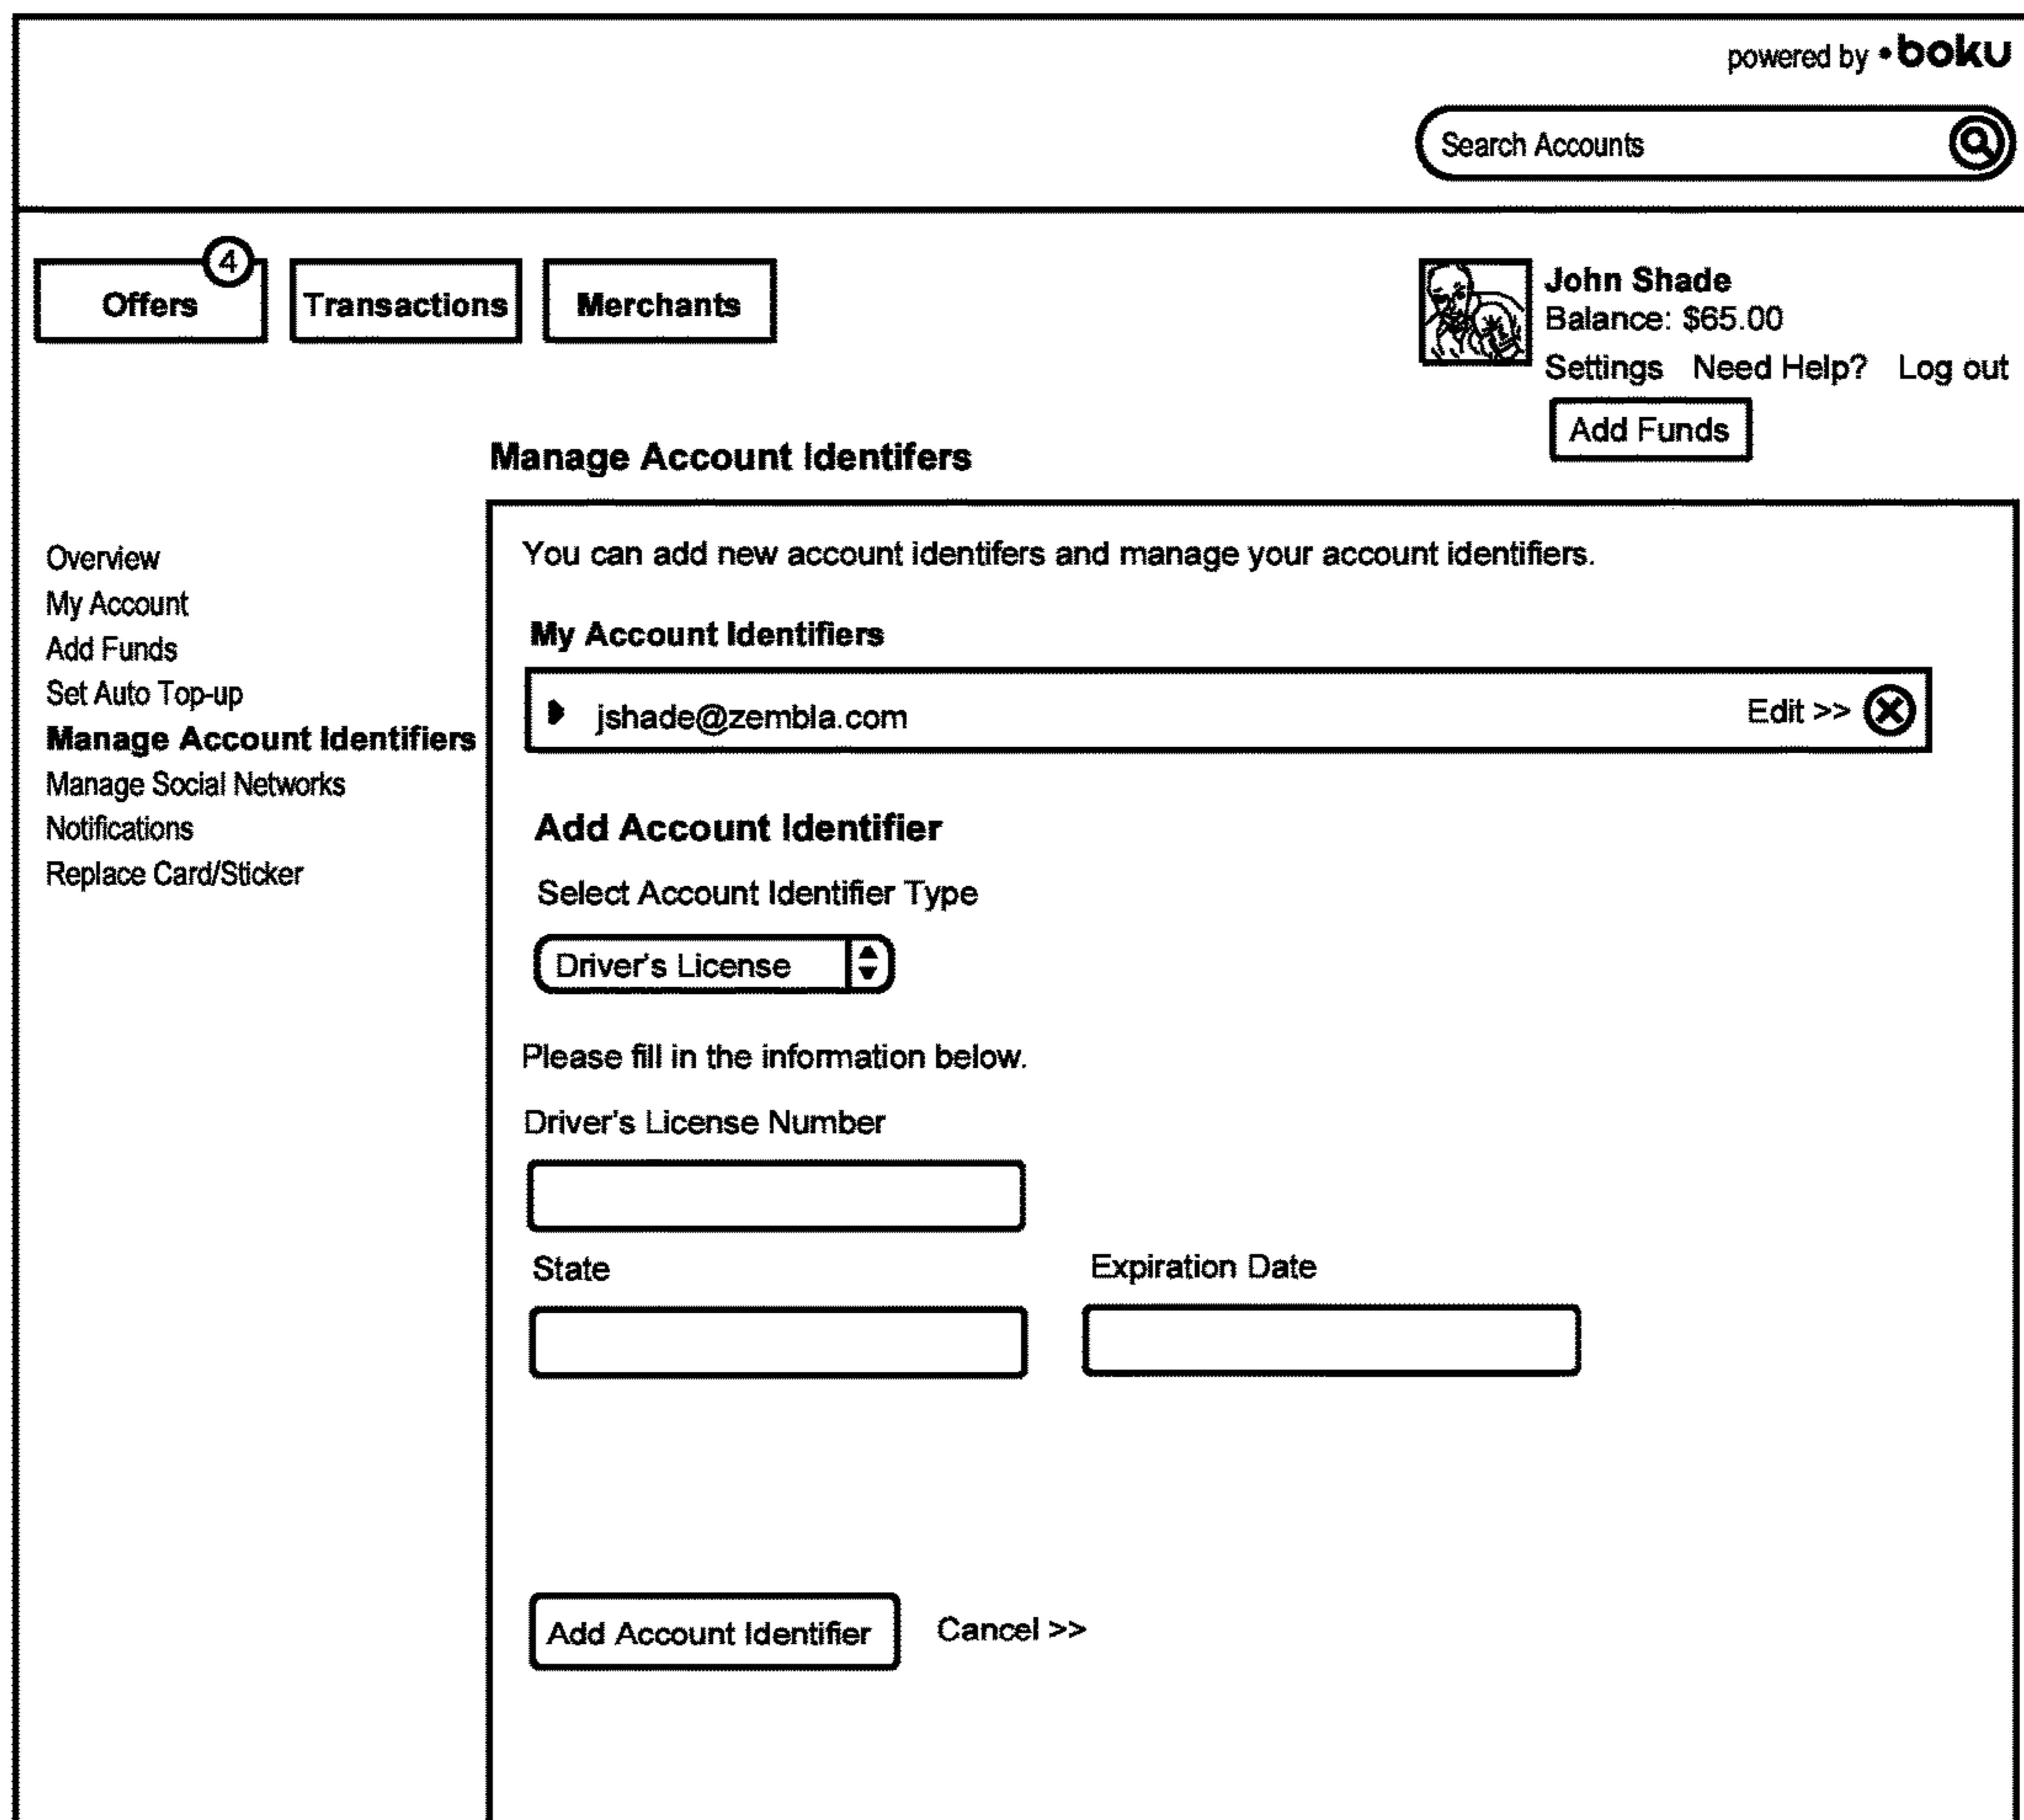 powered by •boku
Search Accounts
4
Offers
Transactions
Merchants
John Shade
Balance: $65.00
Settings Need Help? Log out
Add Funds
Manage Account Identifers
Overview
My Account
Add Funds
Set Auto Top-up
Manage Account Identifiers
Manage Social Networks
Notifications
Replace Card/Sticker
You can add new account identifers and manage your account identifiers.
My Account Identifiers
jshade@zembla.com Edit >>
Add Account Identifier
Select Account Identifier Type
Driver's License
Please fill in the information below.
Driver's License Number
State Expiration Date
Add Account Identifier Cancel >>